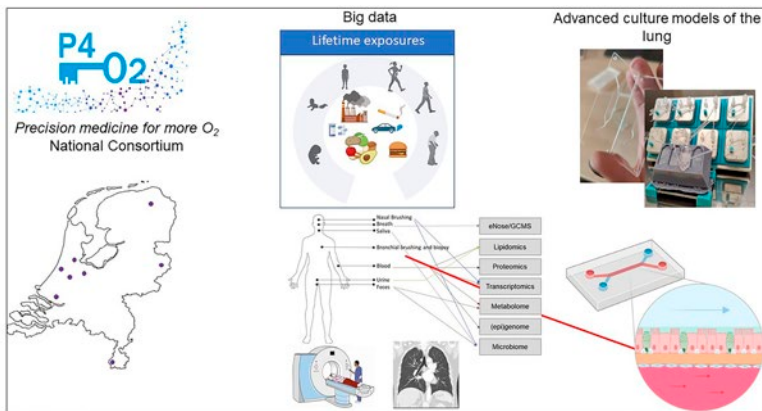 P4
O2
Precision medicine for more O₂
National Consortium
Big data
Lifetime exposures
Nasal Brushing
Breath
Saliva
Bronchial brushing and biopsy
Blood
Urine
Feces
eNose/GCMS
Lipidomics
Proteomics
Transcriptomics
Metabolome
(epi)genome
Microbiome
Advanced culture models of the
lung